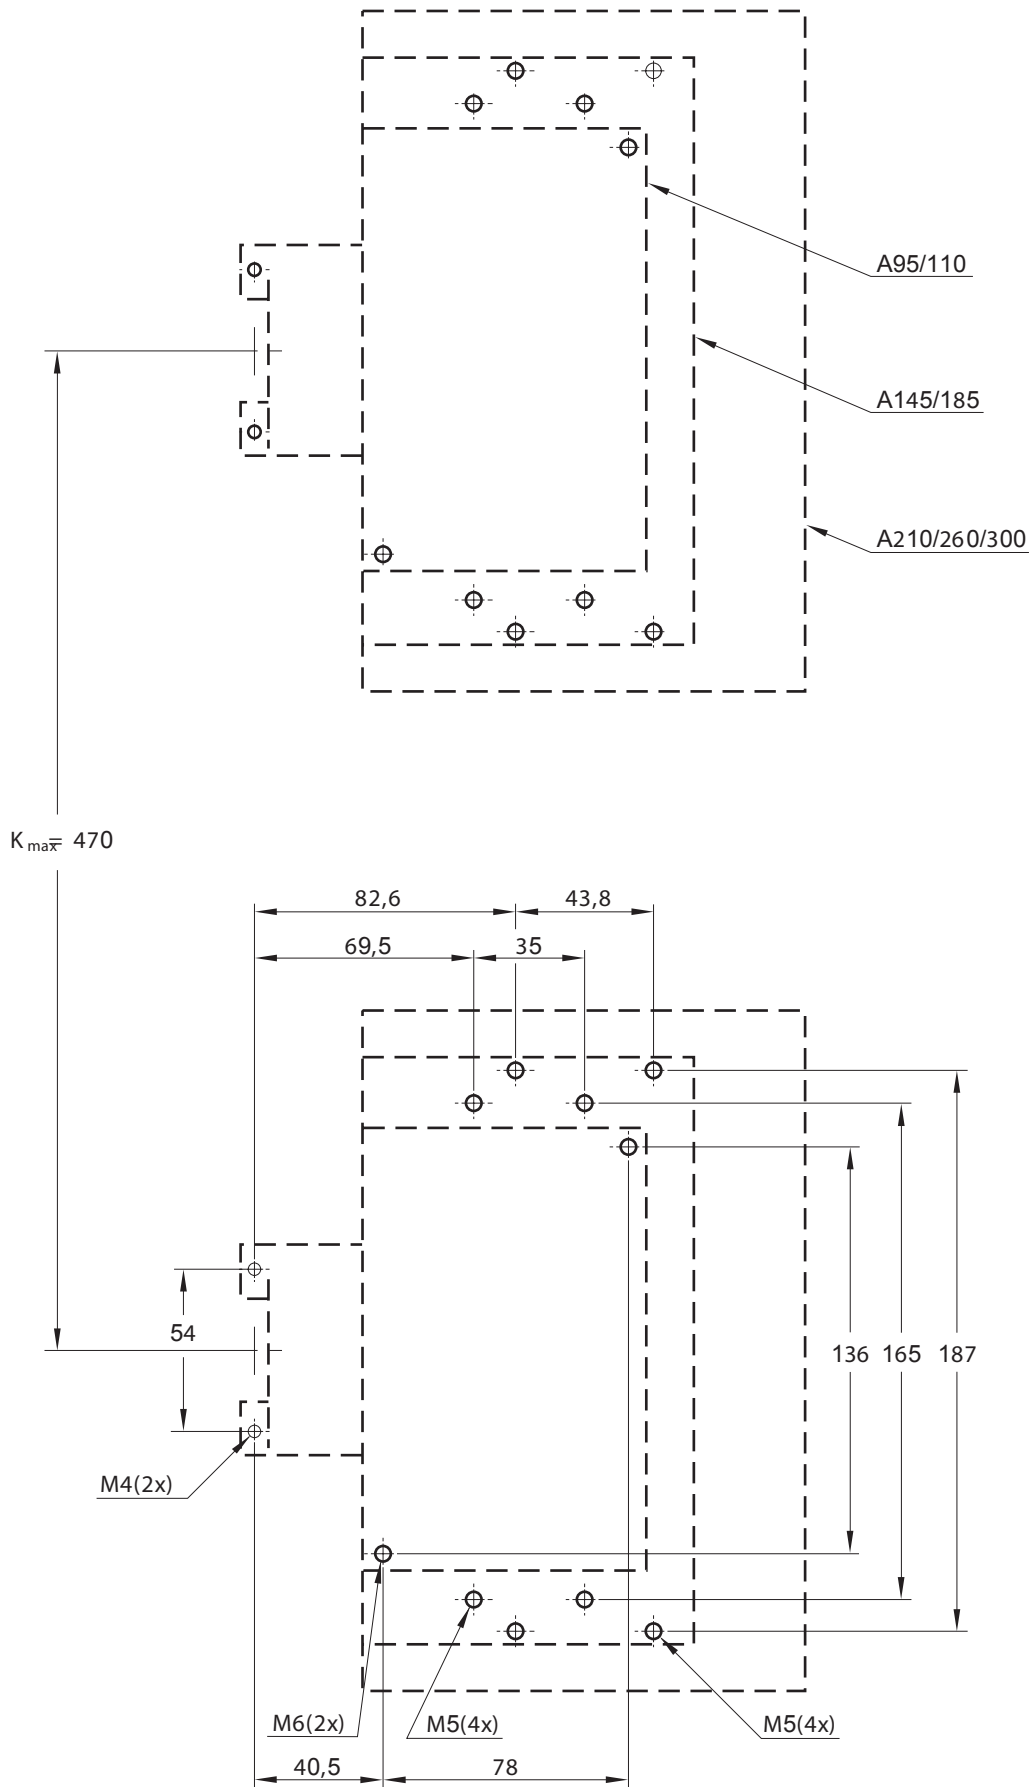 A95/110
A145/185
A210/260/300
K max= 470
82,6
43,8
69,5
35
54
136 165 187
M4(2x)
M6(2x)
M5(4x)
M5(4x)
40,5
78